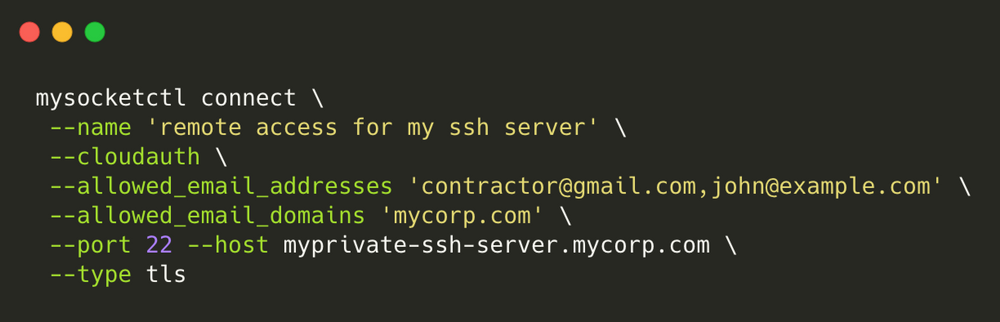 mysocketctl connect \
--name 'remote access for my ssh server' \
--cloudauth \
--allowed_email_addresses 'contractor@gmail.com,john@example.com' \
--allowed_email_domains 'mycorp.com' \
--port 22 --host myprivate-ssh-server.mycorp.com \
--type tls